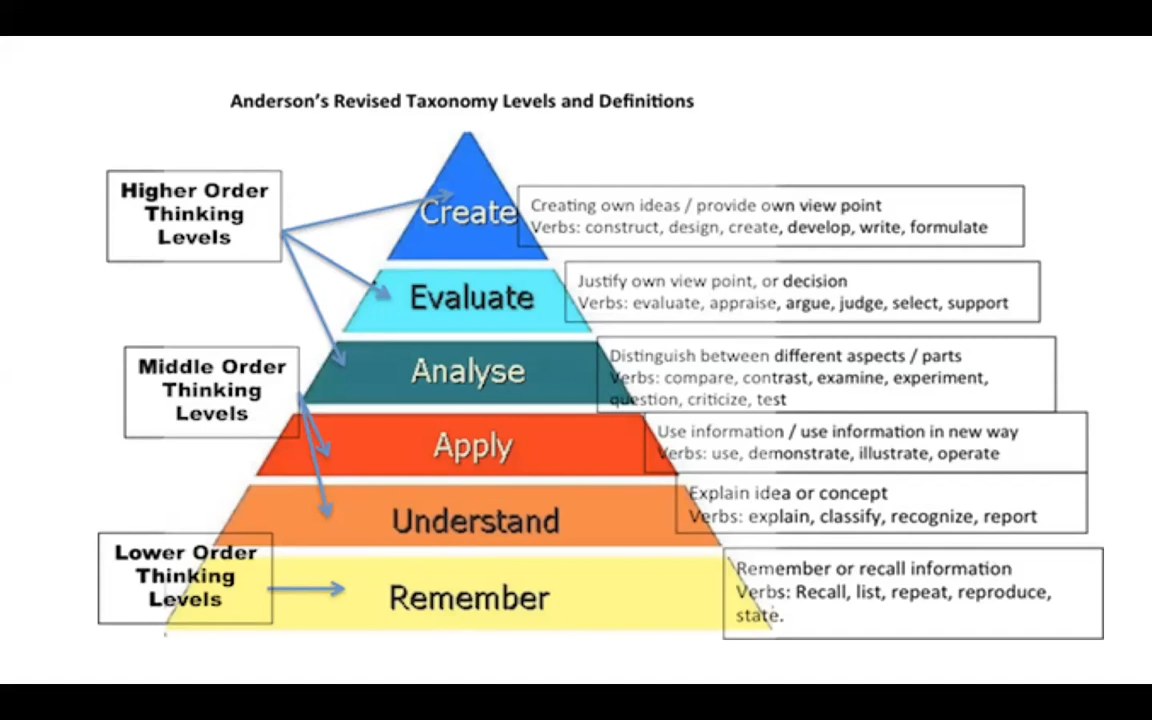 Anderson's Revised Taxonomy Levels and Definitions
Higher Order
Thinking
Levels
Create
Creating own ideas / provide own view point
Verbs: construct, design, create, develop, write, formulate
Evaluate
Justify own view point, or decision
Verbs: evaluate, appraise, argue, judge, select, support
Middle Order
Thinking
Levels
Analyse
Distinguish between different aspects / parts
Verbs: compare, contrast, examine, experiment,
question, criticize, test
Apply
Use information / use information in new way
Verbs: use, demonstrate, illustrate, operate
Understand
Explain idea or concept
Verbs: explain, classify, recognize, report
Lower Order
Thinking
Levels
Remember
Remember or recall information
Verbs: Recall, list, repeat, reproduce,
state.